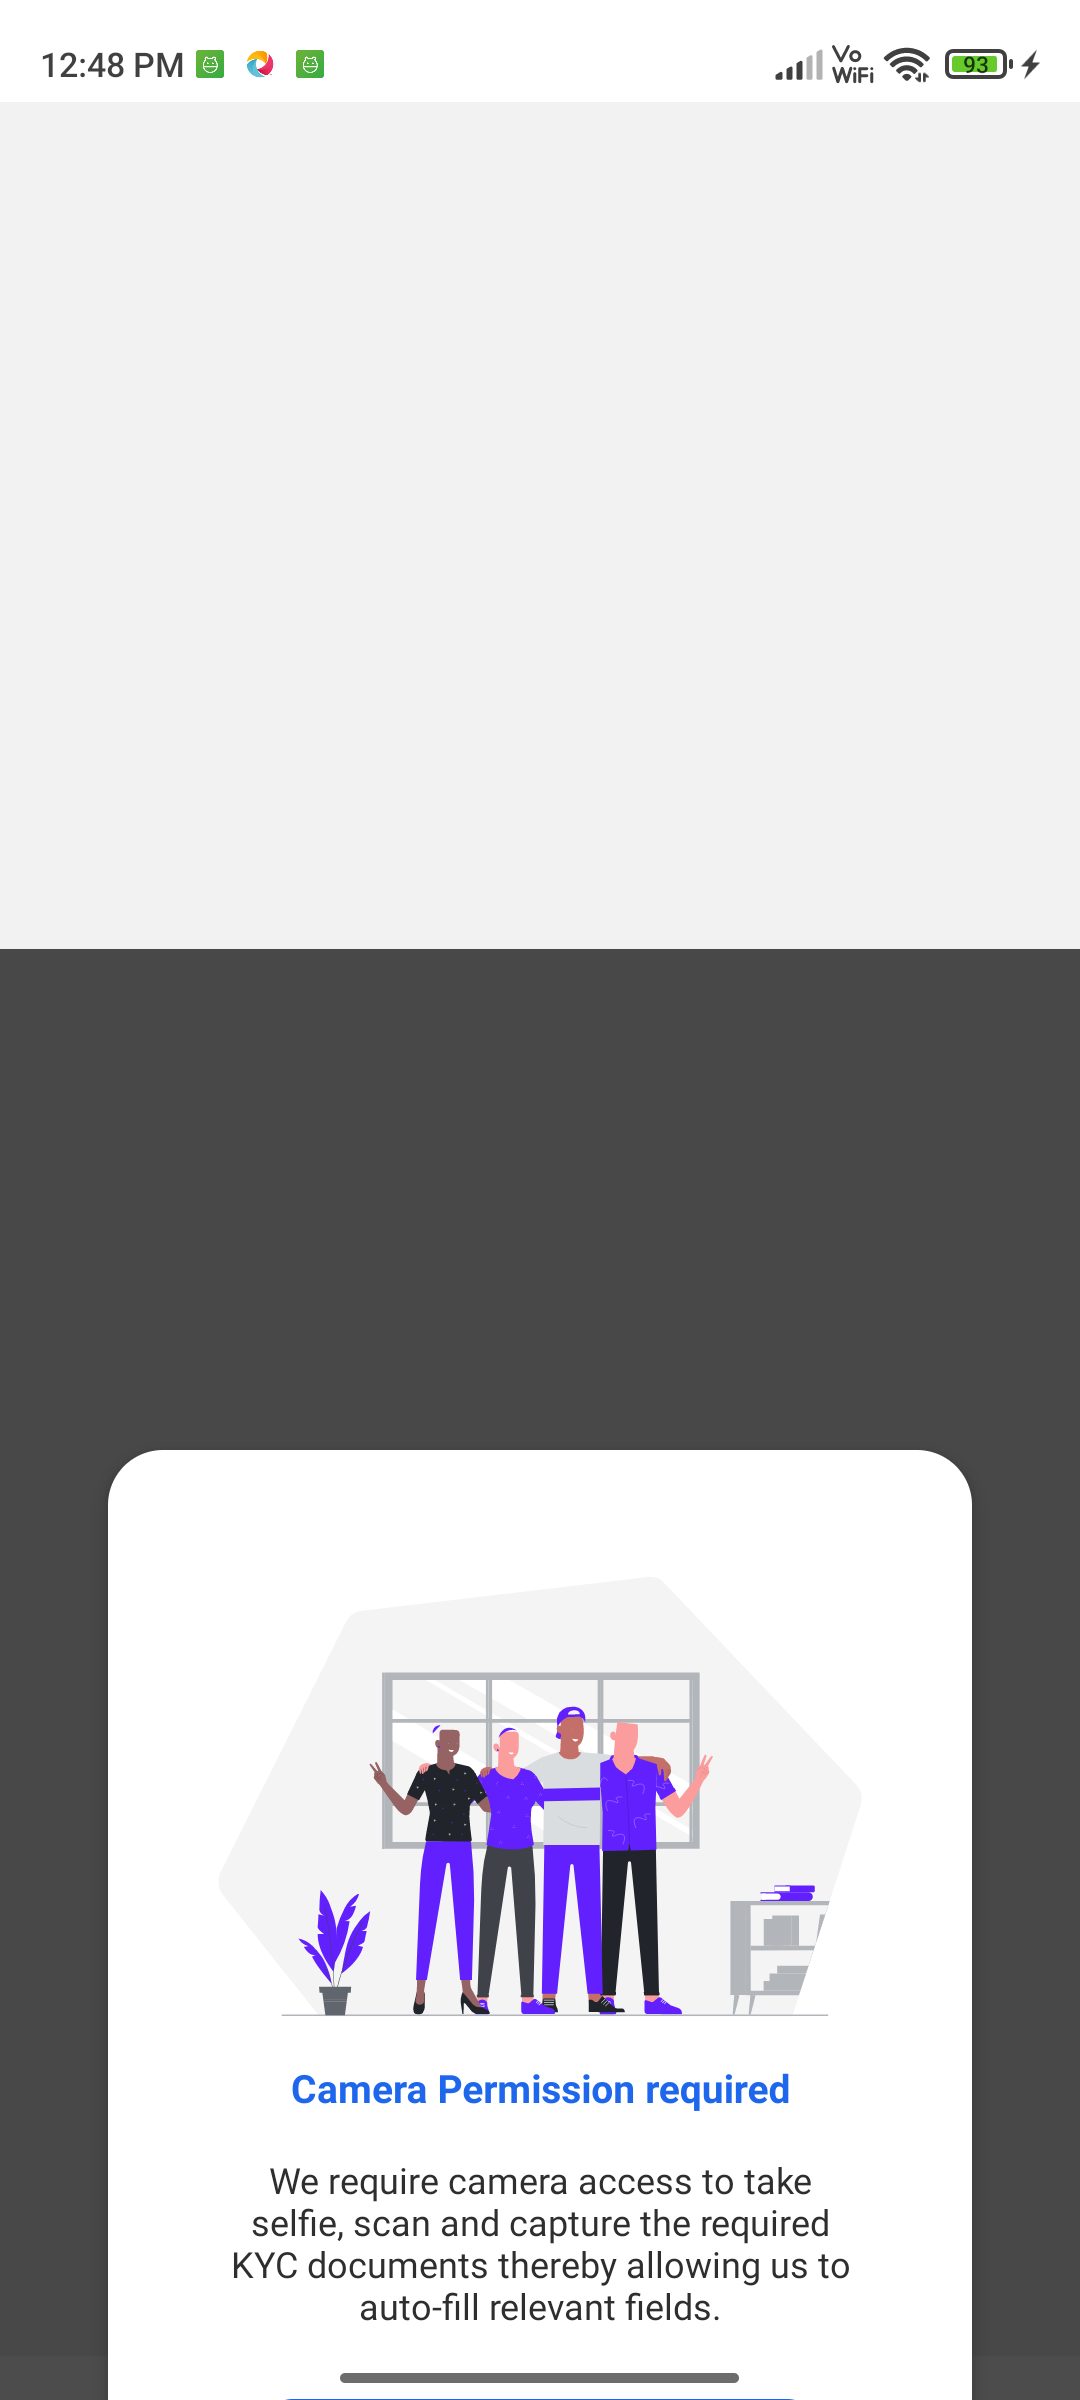 12:48 PM
Vo
WiFi
93
Camera Permission required
We require camera access to take
selfie, scan and capture the required
KYC documents thereby allowing us to
auto-fill relevant fields.